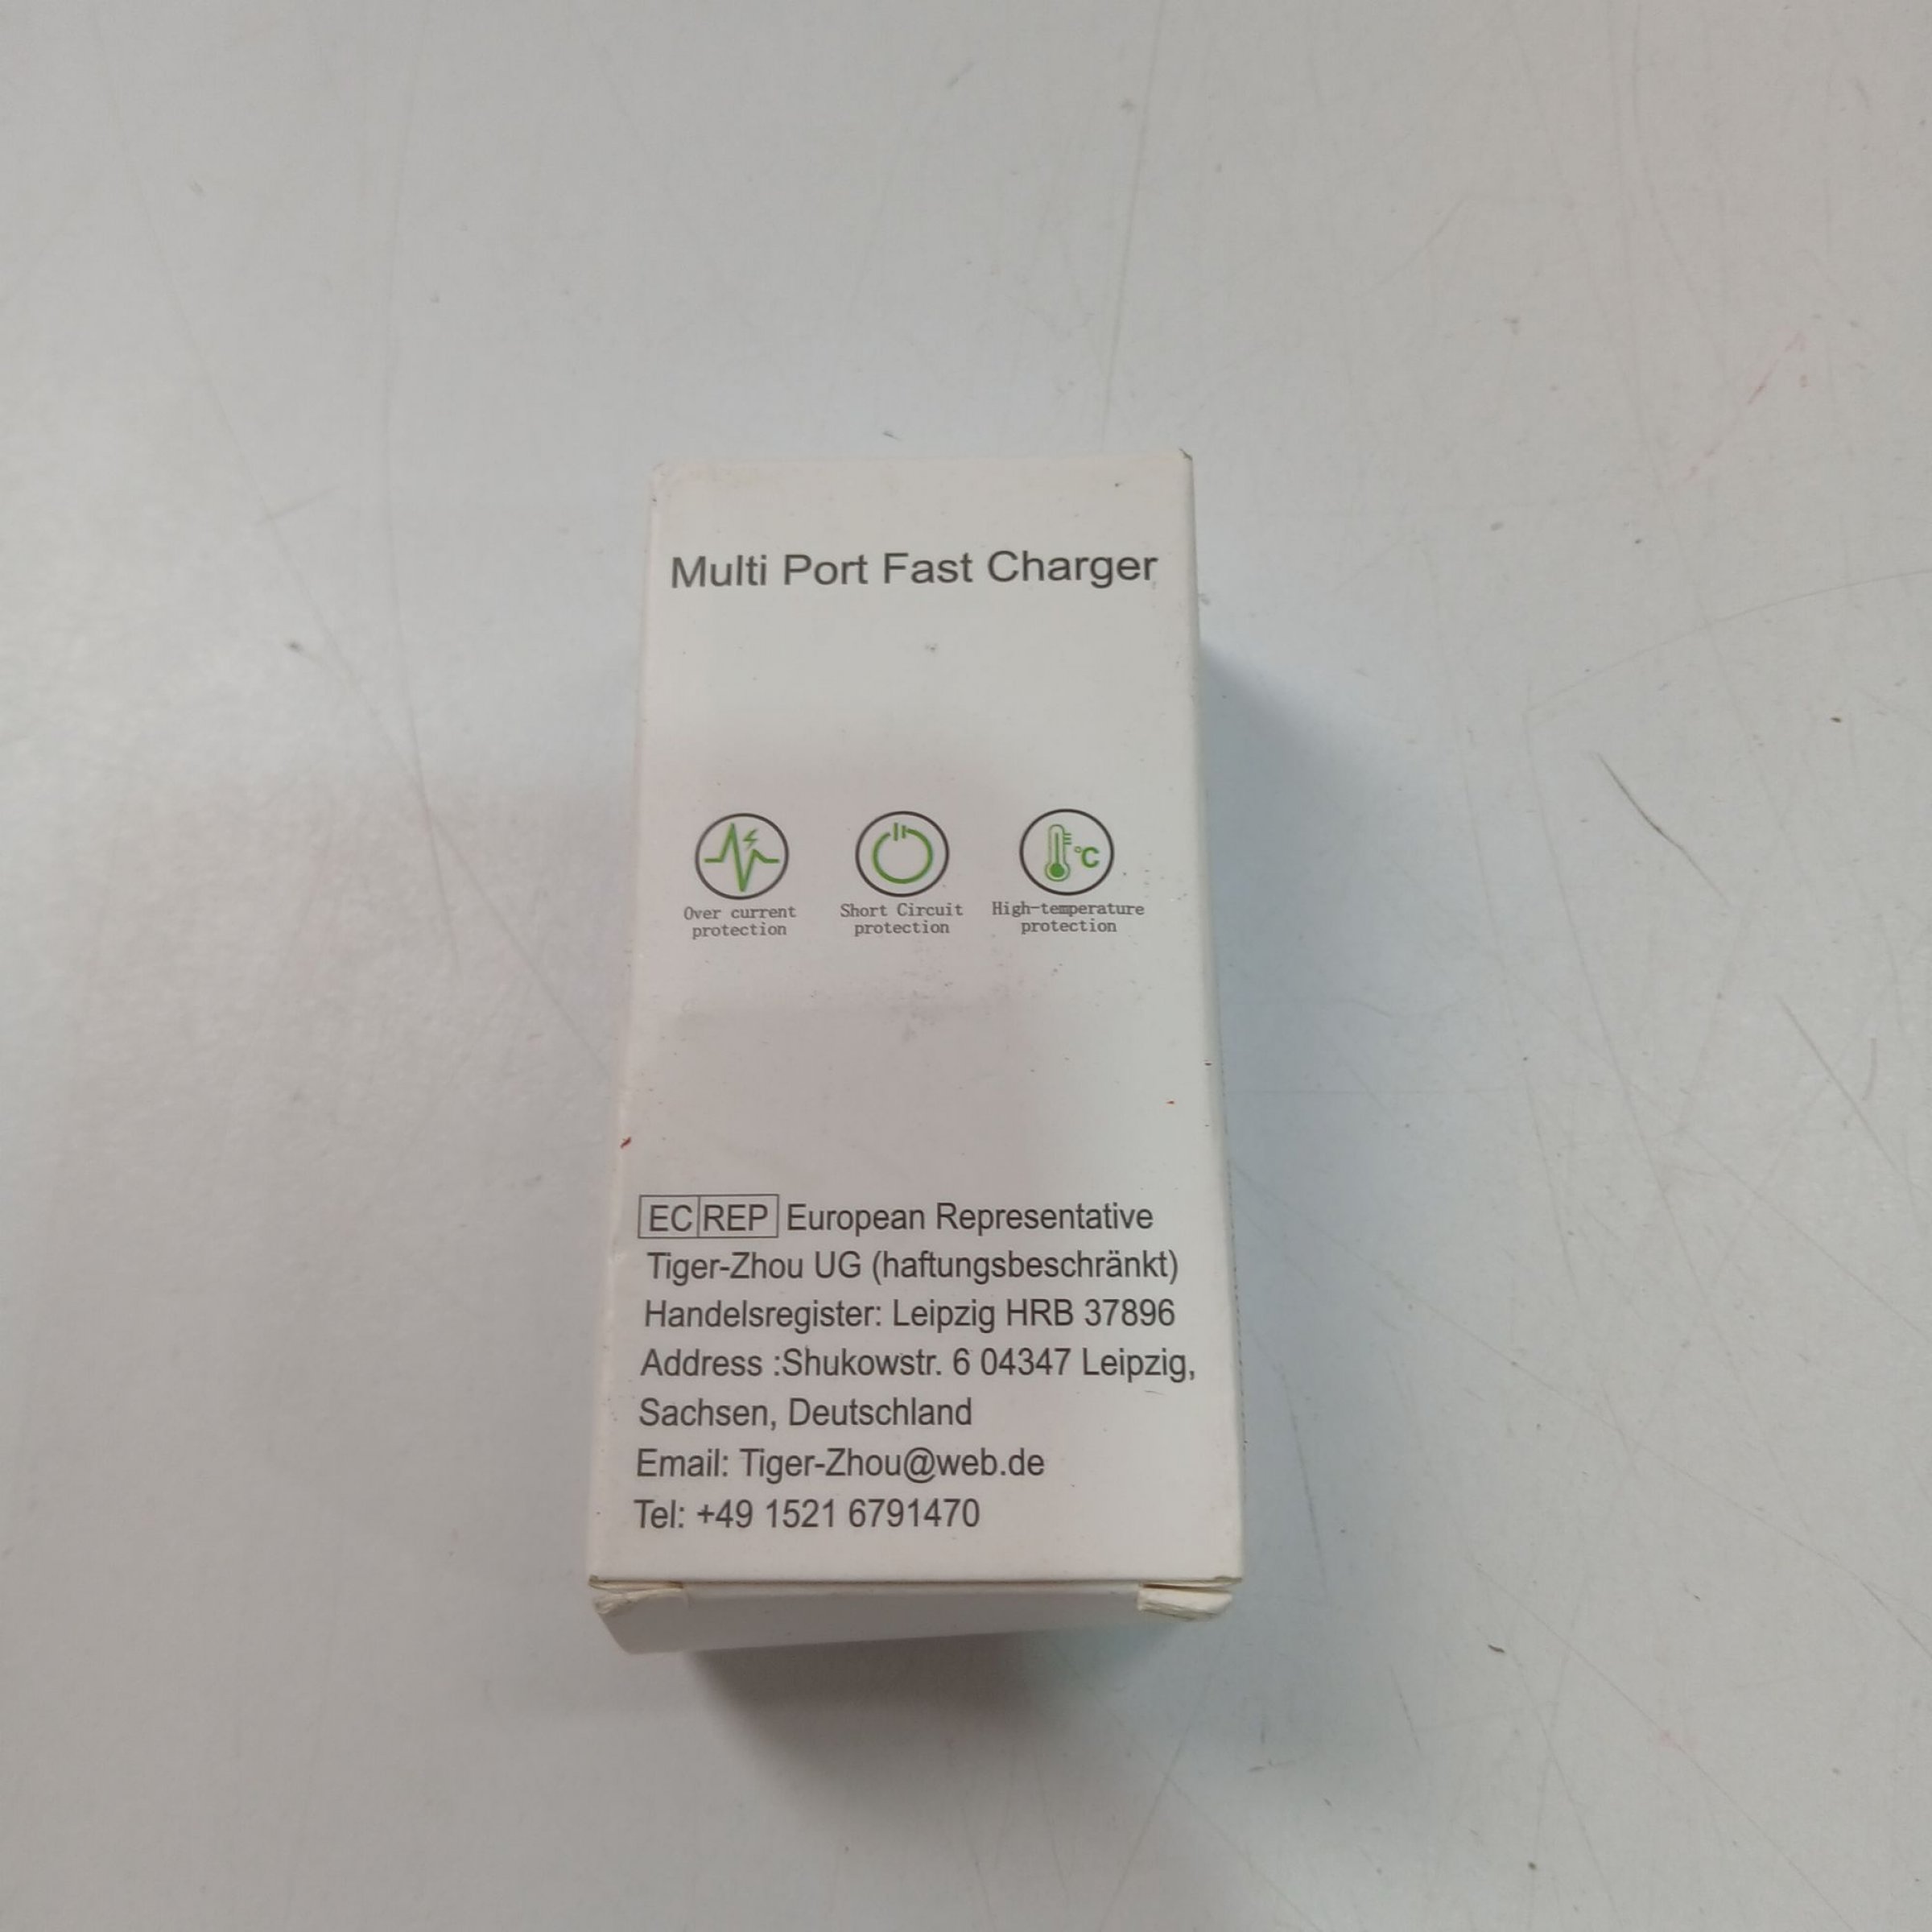 Multi Port Fast Charger
°C
Over current
protection
Short Circuit
protection
High-temperature
protection
EC REP European Representative
Tiger-Zhou UG (haftungsbeschränkt)
Handelsregister: Leipzig HRB 37896
Address :Shukowstr. 6 04347 Leipzig,
Sachsen, Deutschland
Email: Tiger-Zhou@web.de
Tel: +49 1521 6791470